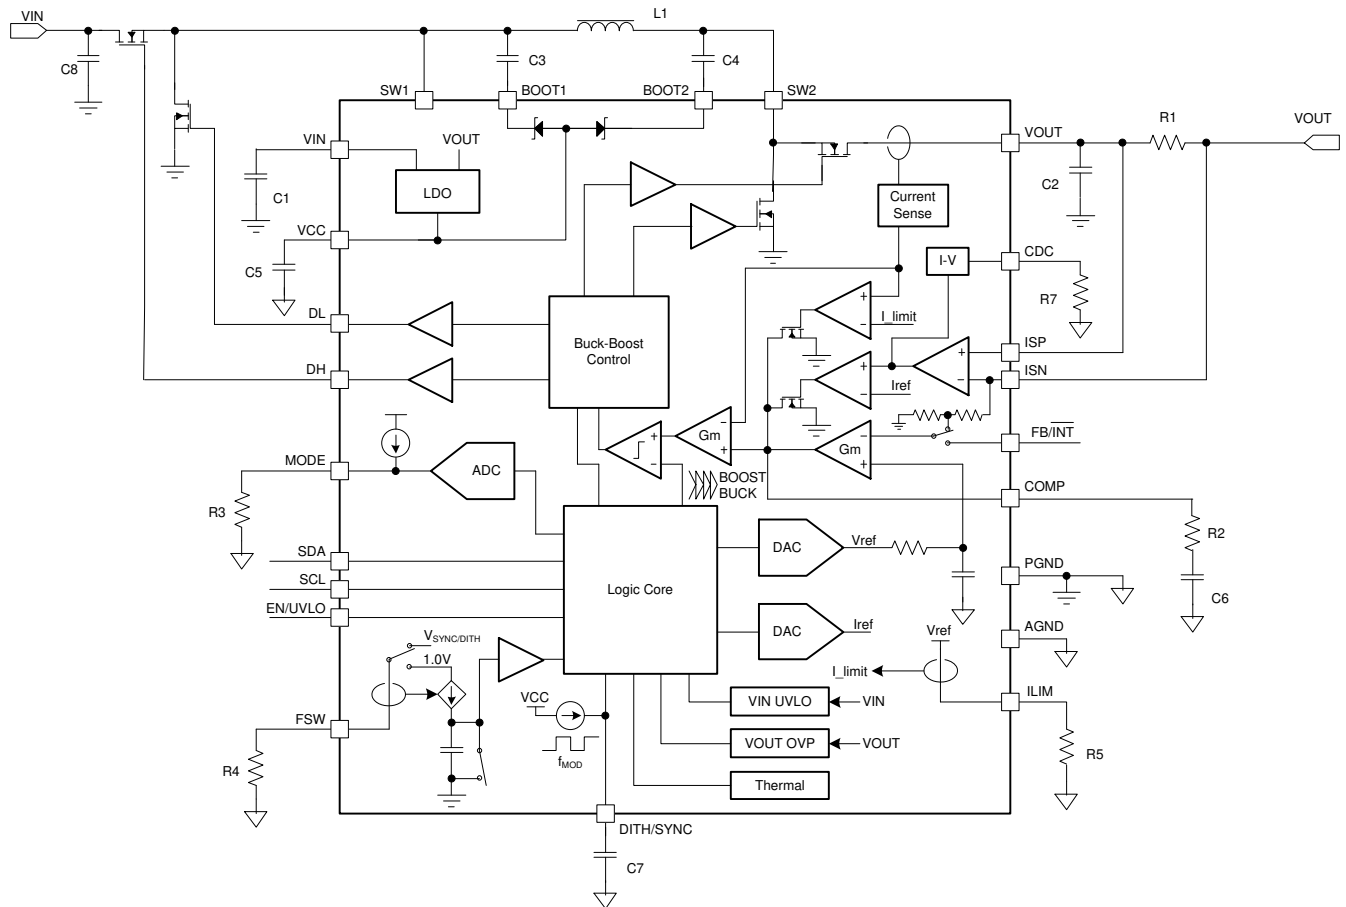 VIN
L1
C8
C3
C4
SW1
BOOT1
BOOT2
SW2
VIN
VOUT
VOUT
R1
VOUT
C1
LDO
C2
Current
Sense
VCC
C5
I-V
CDC
R7
DL
Buck-Boost
Control
+
−
I_limit
ISP
DH
+
−
Iref
+
−
ISN
Gm
−
+
+
−
Gm
−
+
FB/INT
MODE
ADC
BOOST
BUCK
COMP
R3
R2
SDA
DAC
Vref
PGND
SCL
Logic Core
C6
EN/UVLO
DAC
Iref
Vref
AGND
VSYNC/DITH
1.0V
I_limit
ILIM
FSW
VCC
VIN UVLO
VIN
fMOD
VOUT OVP
VOUT
R5
R4
Thermal
DITH/SYNC
C7